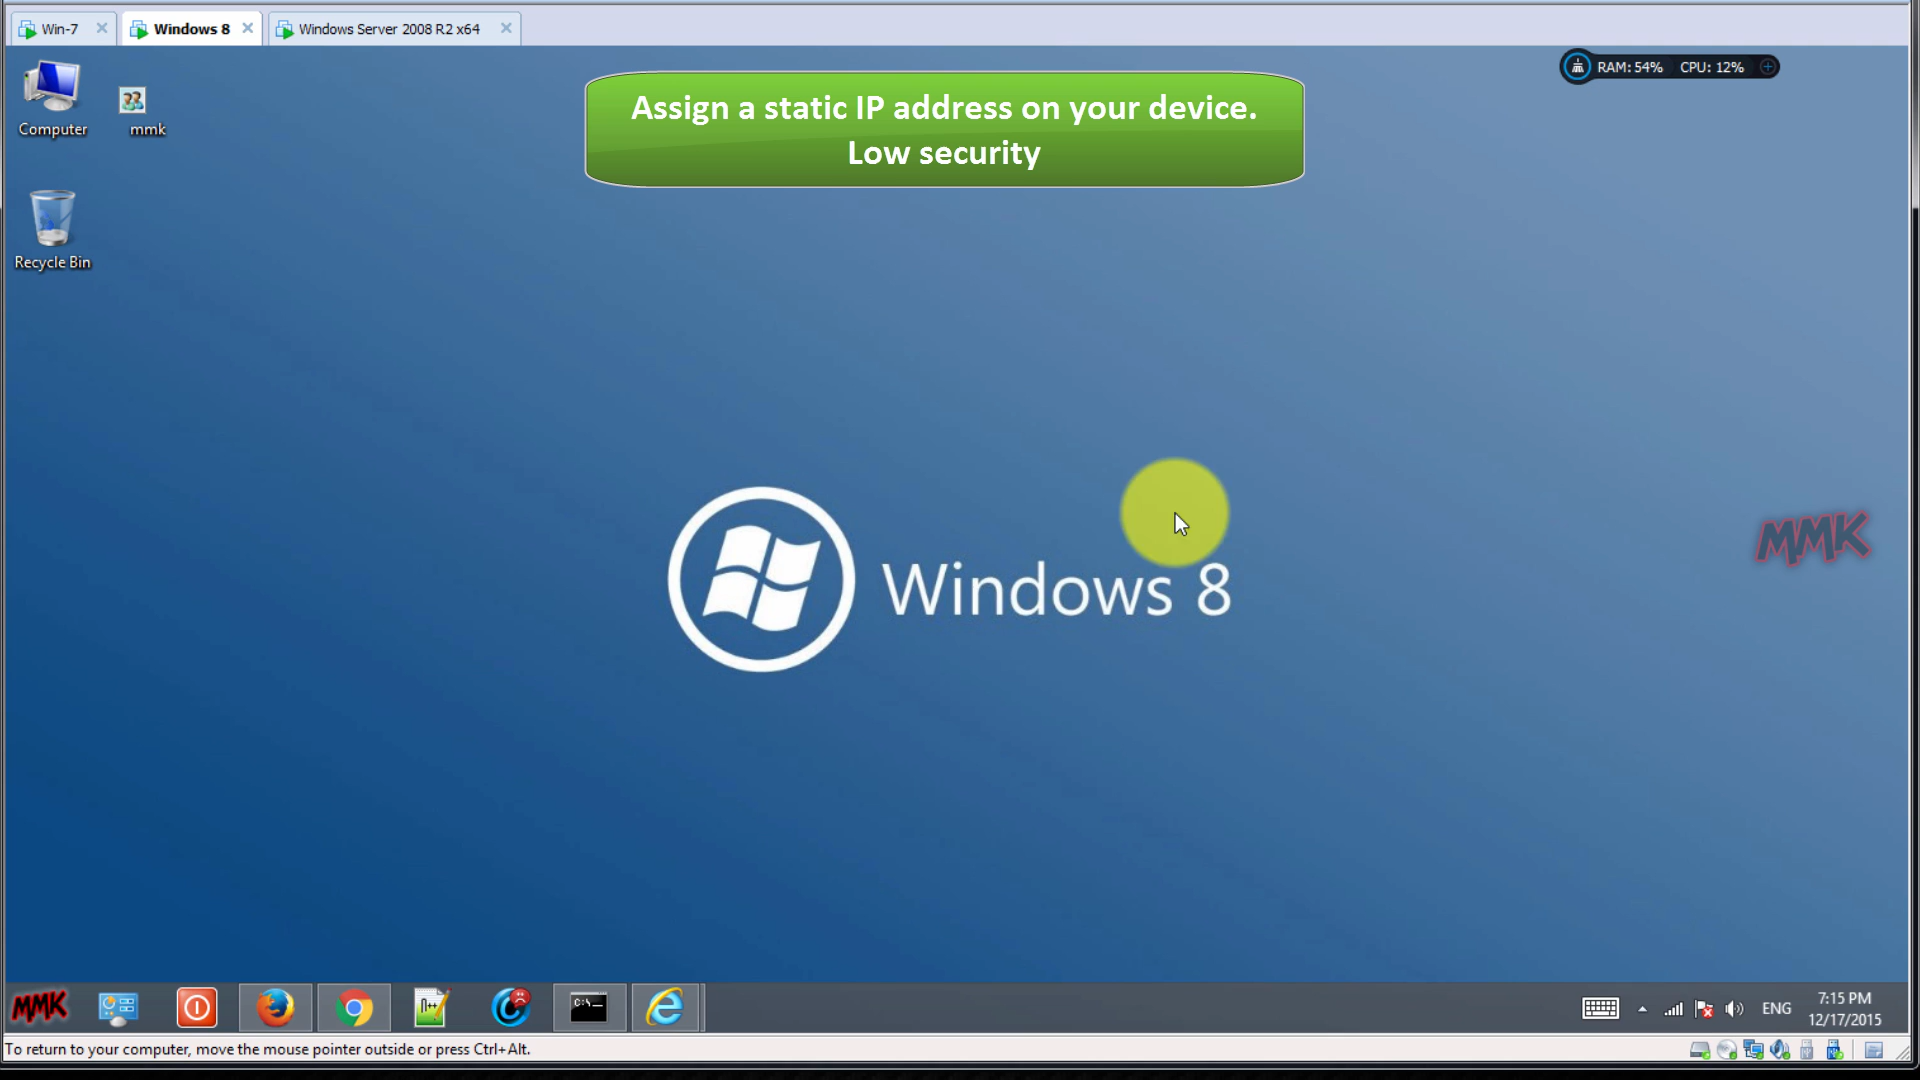 Win-7
Windows 8
Windows Server 2008 R2 x64
RAM: 54% CPU: 12%
Assign a static IP address on your device.
Low security
Computer
mmk
Recycle Bin
Windows 8
MMK
MMK
C:\_
ENG
7:15 PM
12/17/2015
To return to your computer, move the mouse pointer outside or press Ctrl+Alt.